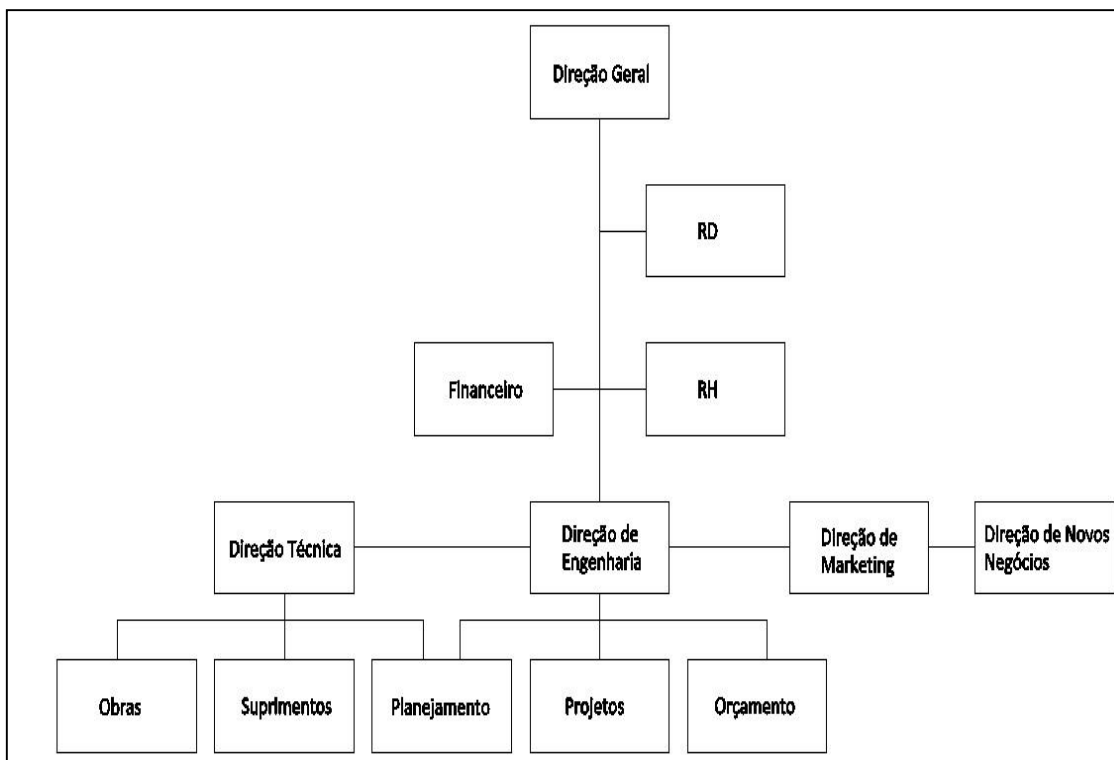 Direção Geral
RD
Financeiro
RH
Direção Técnica
Direção de
Engenharia
Direção de
Marketing
Direção de Novos
Negócios
Obras
Suprimentos
Planejamento
Projetos
Orçamento